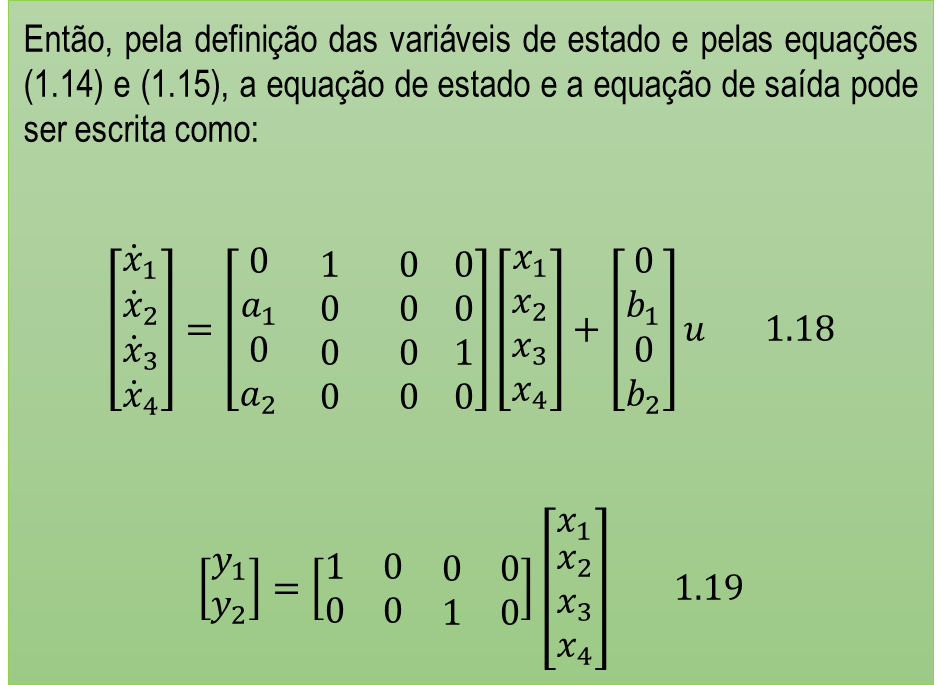 Então, pela definição das variáveis de estado e pelas equações
(1.14) e (1.15), a equação de estado e a equação de saída pode
ser escrita como:
[ẋ₁] = [0 1 0 0] [x₁] + [0] u 1.18
[ẋ₂] [a₁ 0 0 0] [x₂] [b₁]
[ẋ₃] [0 0 0 1] [x₃] [0]
[ẋ₄] [a₂ 0 0 0] [x₄] [b₂]
[y₁] = [1 0 0 0] [x₁] 1.19
[y₂] [0 0 1 0] [x₂]
[x₃]
[x₄]